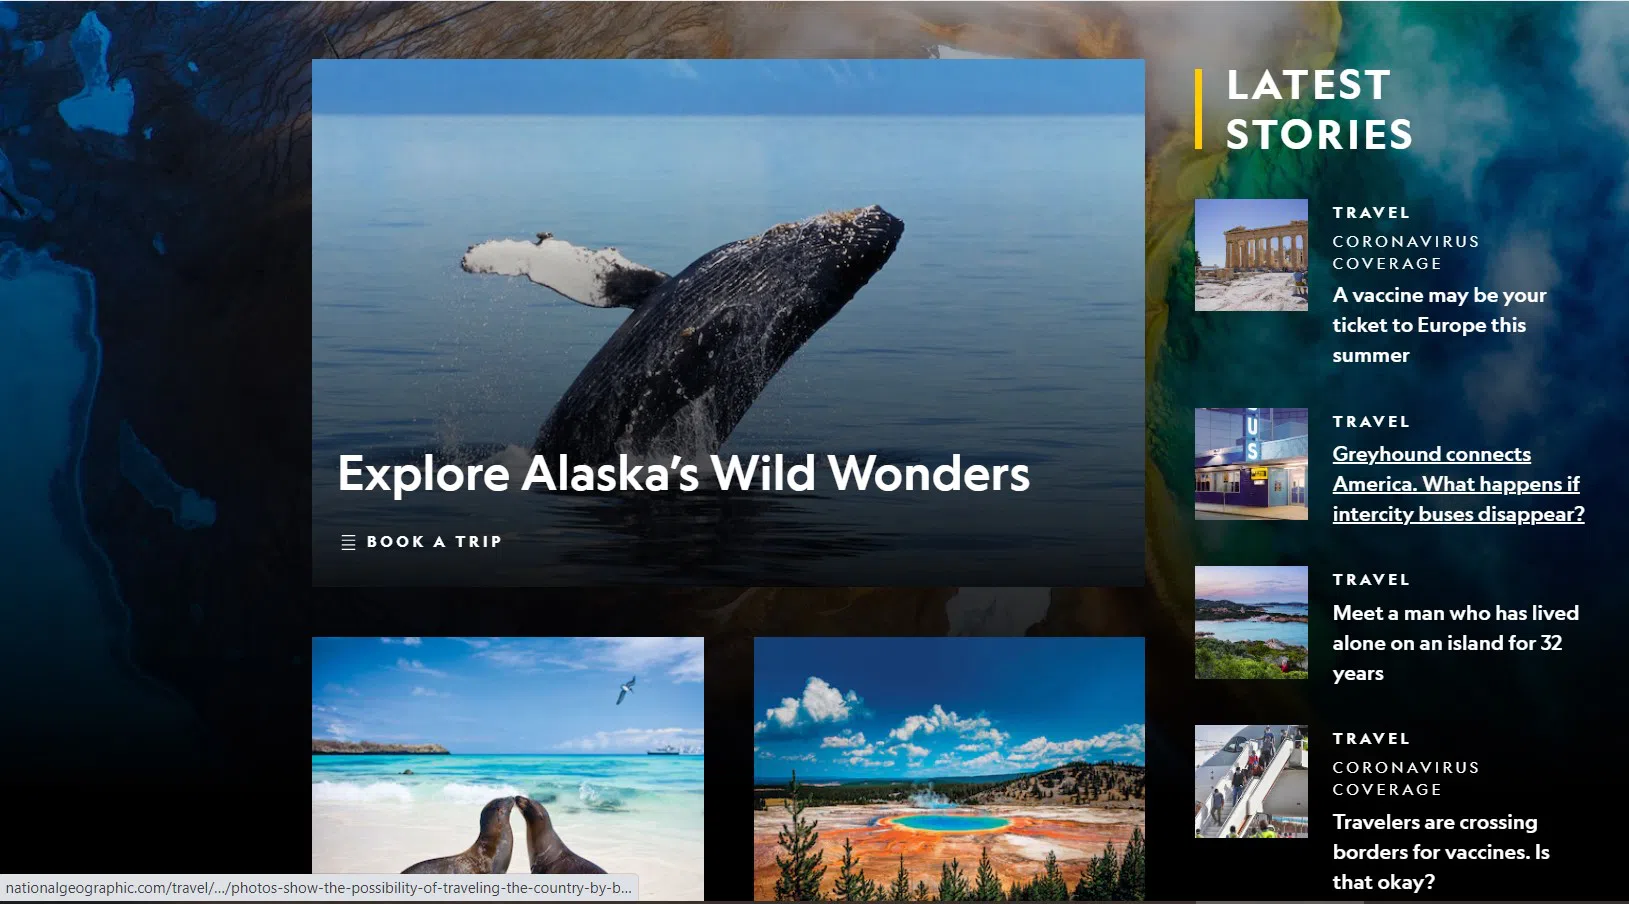 LATEST
STORIES
TRAVEL
CORONAVIRUS
COVERAGE
A vaccine may be your
ticket to Europe this
summer
US
TRAVEL
Greyhound connects
America. What happens if
intercity buses disappear?
TRAVEL
Meet a man who has lived
alone on an island for 32
years
TRAVEL
CORONAVIRUS
COVERAGE
Travelers are crossing
borders for vaccines. Is
that okay?
Explore Alaska’s Wild Wonders
BOOK A TRIP
nationalgeographic.com/travel/.../photos-show-the-possibility-of-traveling-the-country-by-b...